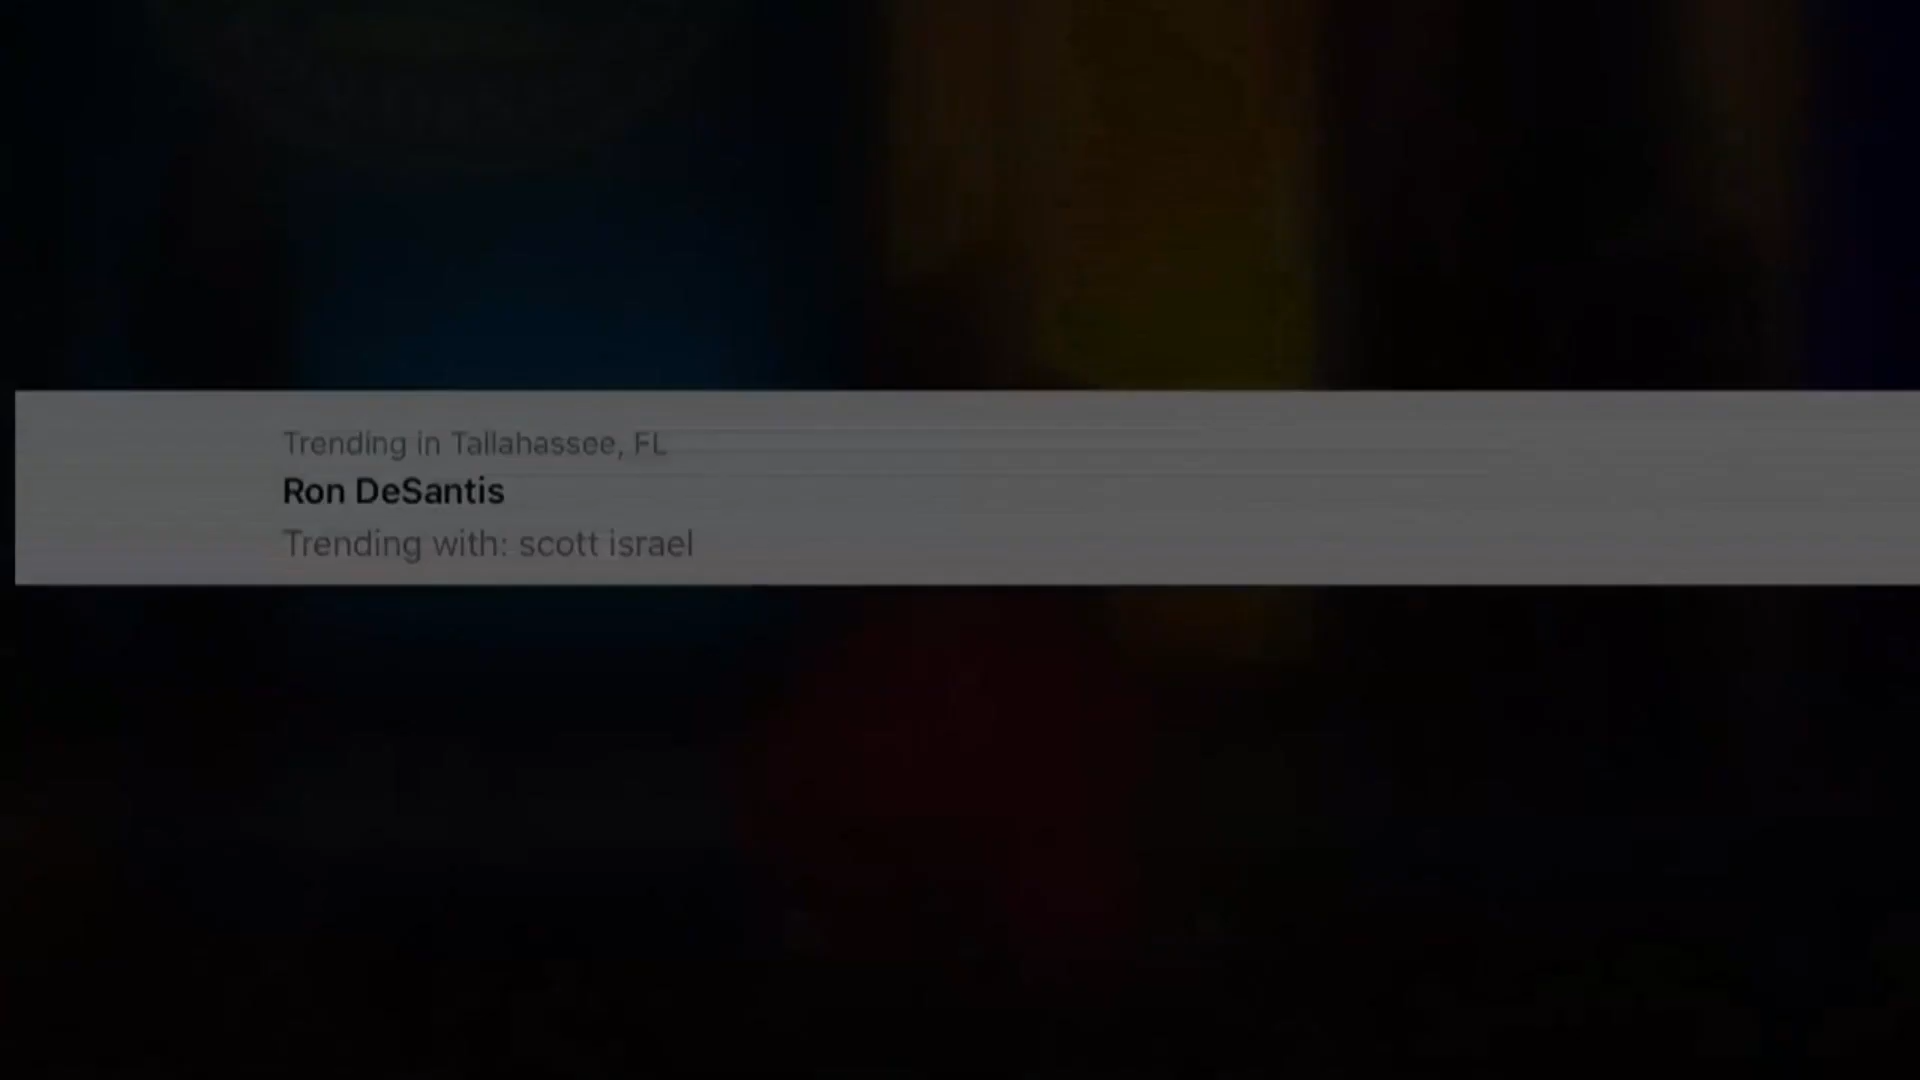 Trending in Tallahassee, FL
Ron DeSantis
Trending with: scott israel